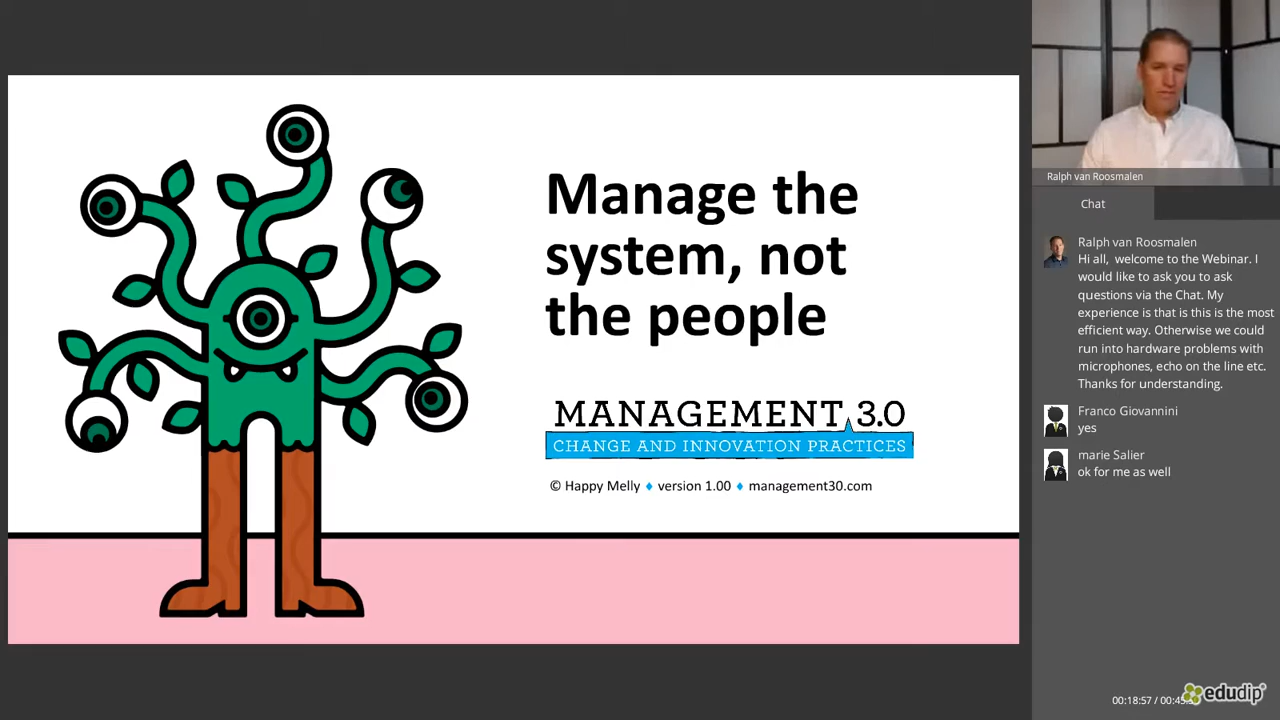 Manage the
system, not
the people
MANAGEMENT 3.0
CHANGE AND INNOVATION PRACTICES
© Happy Melly ♦ version 1.00 ♦ management30.com
Ralph van Roosmalen
Chat
Ralph van Roosmalen
Hi all, welcome to the Webinar. I
would like to ask you to ask
questions via the Chat. My
experience is that is this is the most
efficient way. Otherwise we could
run into hardware problems with
microphones, echo on the line etc.
Thanks for understanding.
Franco Giovannini
yes
marie Salier
ok for me as well
00:18:57 /
edudip